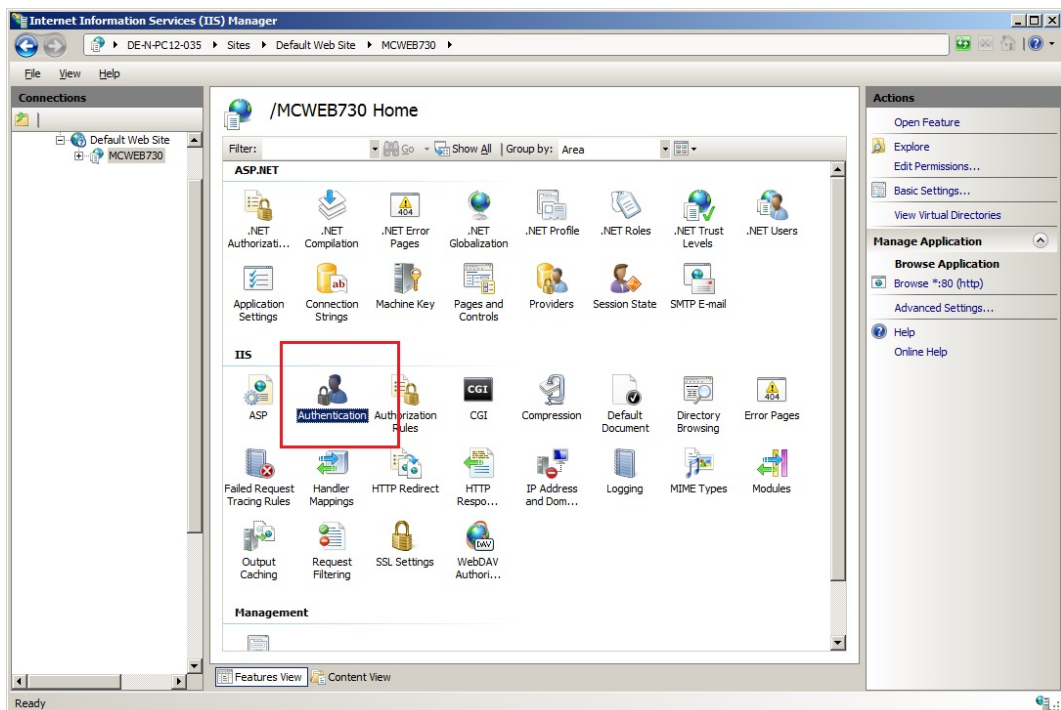 Internet Information Services (IIS) Manager
DE-N-PC12-035 ▸ Sites ▸ Default Web Site ▸ MCWEB730 ▸
File View Help
Connections
Default Web Site
MCWEB730
/MCWEB730 Home
Filter: Go Show All Group by: Area
ASP.NET
.NET Authorizati...
.NET Compilation
.NET Error Pages
.NET Globalization
.NET Profile
.NET Roles
.NET Trust Levels
.NET Users
Application Settings
Connection Strings
Machine Key
Pages and Controls
Providers
Session State
SMTP E-mail
IIS
ASP
Authentication
Authorization Rules
CGI
CGI
Compression
Default Document
Directory Browsing
Error Pages
Failed Request Tracing Rules
Handler Mappings
HTTP Redirect
HTTP Respo...
IP Address and Dom...
Logging
MIME Types
Modules
Output Caching
Request Filtering
SSL Settings
WebDAV Authori...
Management
Features View Content View
Ready
Actions
Open Feature
Explore
Edit Permissions...
Basic Settings...
View Virtual Directories
Manage Application
Browse Application
Browse *:80 (http)
Advanced Settings...
Help
Online Help
404
ab
404
DAV